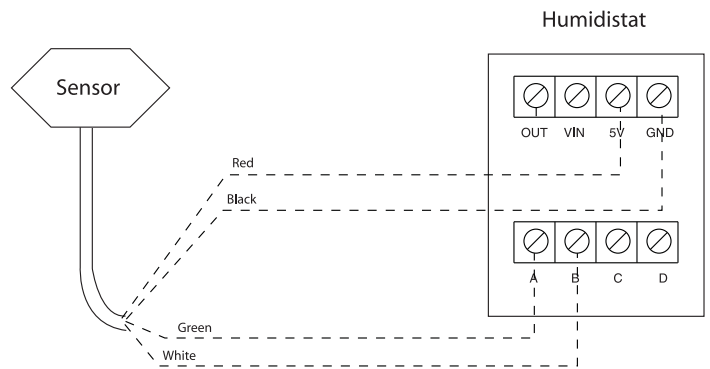 Humidistat
Sensor
OUT VIN 5V GND
Red
Black
A B C D
Green
White